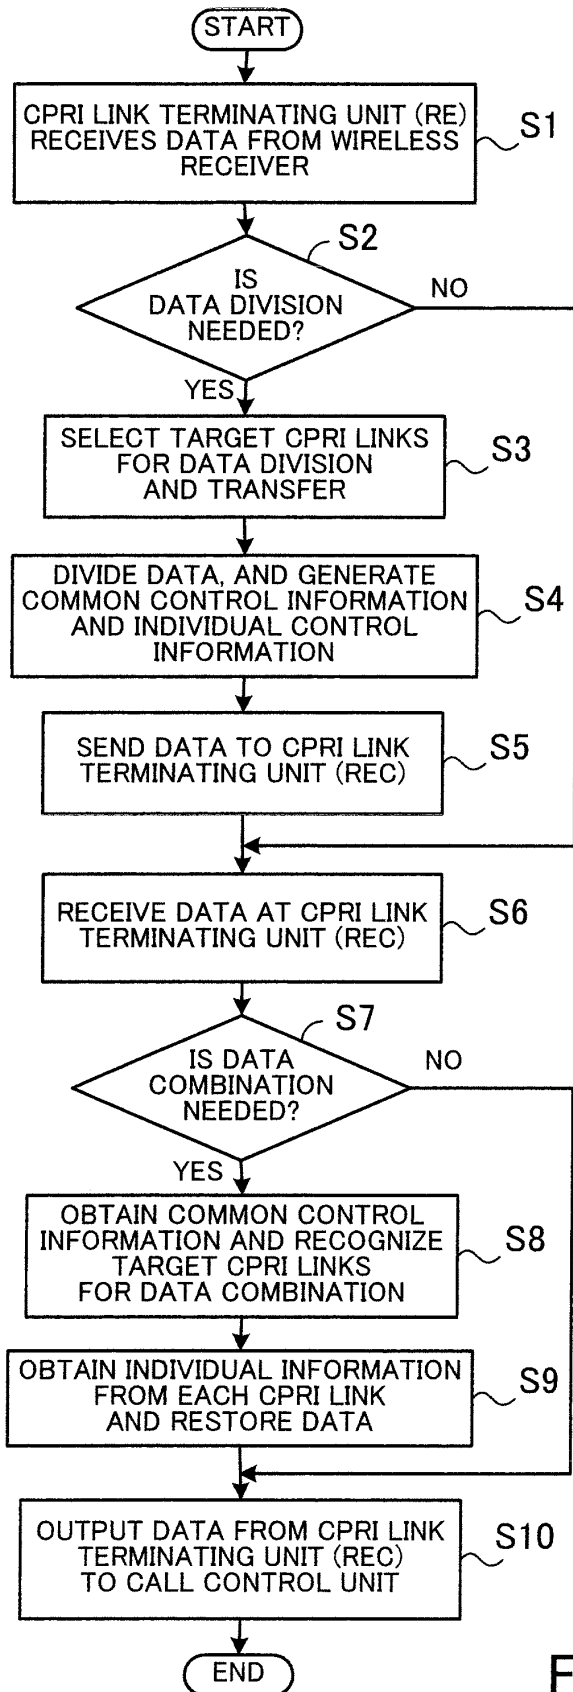 START
CPRI LINK TERMINATING UNIT (RE)
RECEIVES DATA FROM WIRELESS
RECEIVER
S1
S2
IS
DATA DIVISION
NEEDED?
NO
YES
SELECT TARGET CPRI LINKS
FOR DATA DIVISION
AND TRANSFER
S3
DIVIDE DATA, AND GENERATE
COMMON CONTROL INFORMATION
AND INDIVIDUAL CONTROL
INFORMATION
S4
SEND DATA TO CPRI LINK
TERMINATING UNIT (REC)
S5
RECEIVE DATA AT CPRI LINK
TERMINATING UNIT (REC)
S6
S7
IS DATA
COMBINATION
NEEDED?
NO
YES
OBTAIN COMMON CONTROL
INFORMATION AND RECOGNIZE
TARGET CPRI LINKS
FOR DATA COMBINATION
S8
OBTAIN INDIVIDUAL INFORMATION
FROM EACH CPRI LINK
AND RESTORE DATA
S9
OUTPUT DATA FROM CPRI LINK
TERMINATING UNIT (REC)
TO CALL CONTROL UNIT
S10
END